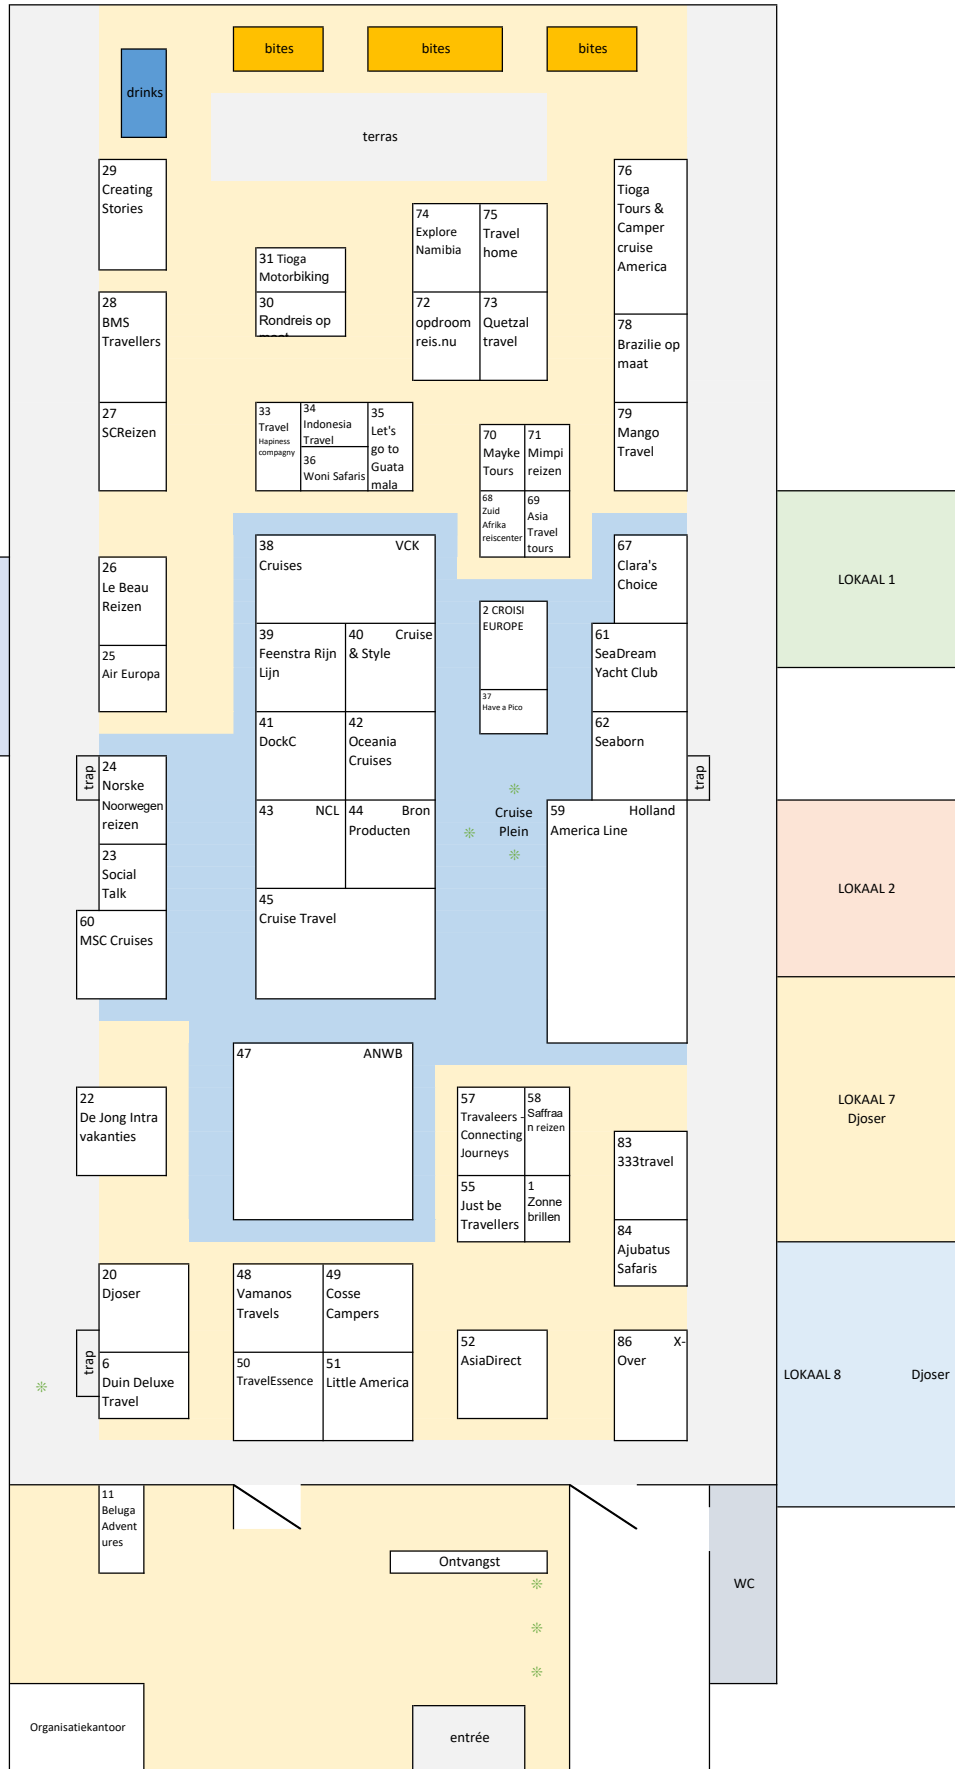 bites
bites
bites
drinks
terras
29
Creating
Stories
76
Tioga
Tours &
Camper
cruise
America
74
Explore
Namibia
75
Travel
home
31 Tioga
Motorbiking
30
Rondreis op
28
BMS
Travellers
72
opdroom
reis.nu
73
Quetzal
travel
78
Brazilie op
maat
27
SCReizen
33
Travel
Hapiness
compagny
34
Indonesia
Travel
35
Let's
go to
Guata
mala
36
Woni Safaris
79
Mango
Travel
70
Mayke
Tours
71
Mimpi
reizen
68
Zuid
Afrika
reiscenter
69
Asia
Travel
tours
38 VCK
Cruises
67
Clara's
Choice
LOKAAL 1
26
Le Beau
Reizen
2 CROISI
EUROPE
39
Feenstra Rijn
Lijn
40 Cruise
& Style
61
SeaDream
Yacht Club
25
Air Europa
37
Have a Pico
41
DockC
42
Oceania
Cruises
62
Seaborn
trap
24
Norske
Noorwegen
reizen
trap
Cruise
Plein
43 NCL
44 Bron
Producten
59 Holland
America Line
23
Social
Talk
LOKAAL 2
45
Cruise Travel
60
MSC Cruises
47 ANWB
22
De Jong Intra
vakanties
57
Travaleers -
Connecting
Journeys
58
Saffraa
n reizen
LOKAAL 7
Djoser
83
333travel
55
Just be
Travellers
1
Zonne
brillen
84
Ajubatus
Safaris
20
Djoser
48
Vamanos
Travels
49
Cosse
Campers
trap
6
Duin Deluxe
Travel
50
TravelEssence
51
Little America
52
AsiaDirect
86 X-
Over
LOKAAL 8 Djoser
11
Beluga
Advent
ures
Ontvangst
WC
Organisatiekantoor
entrée